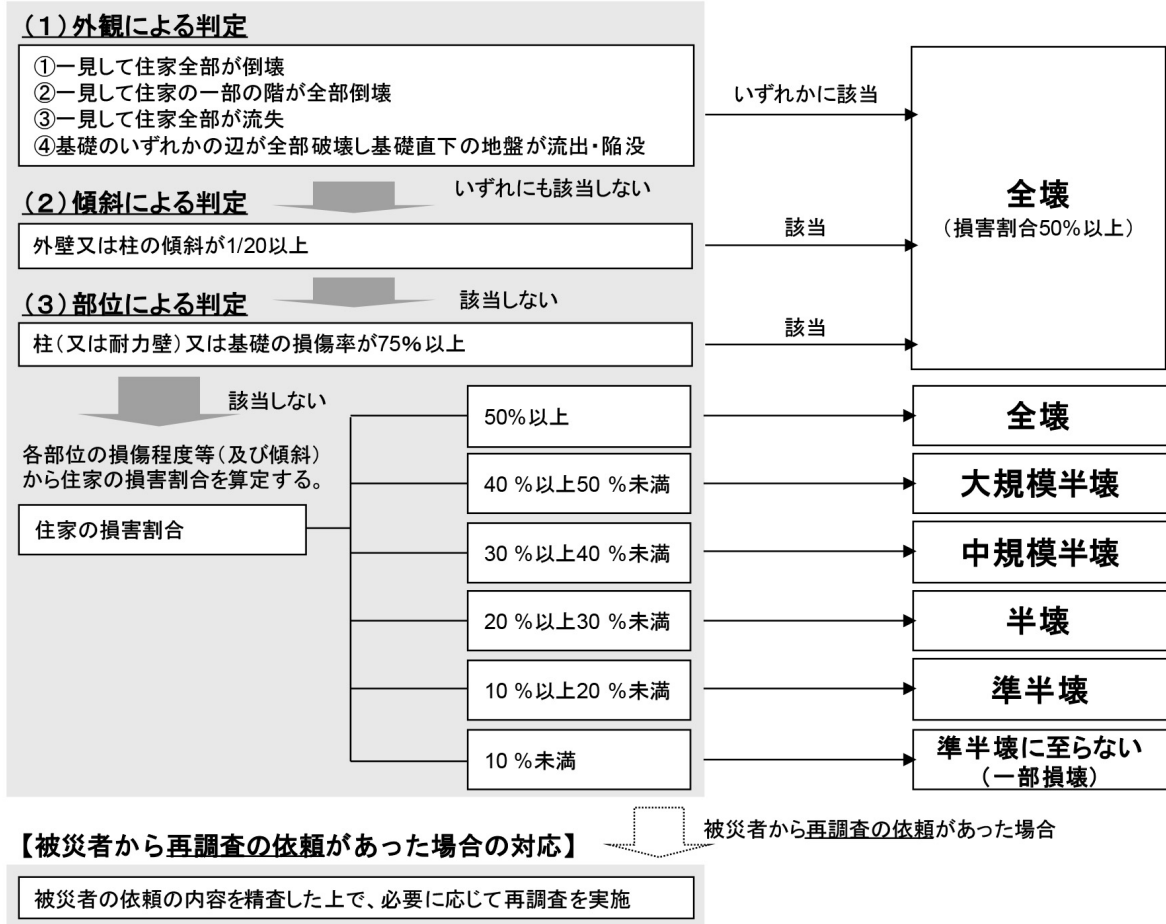 (1)外観による判定
①一見して住家全部が倒壊
②一見して住家の一部の階が全部倒壊
③一見して住家全部が流失
④基礎のいずれかの辺が全部破壊し基礎直下の地盤が流出・陥没
いずれかに該当
全壊
(損害割合50%以上)
いずれにも該当しない
(2)傾斜による判定
外壁又は柱の傾斜が1/20以上
該当
該当しない
(3)部位による判定
柱(又は耐力壁)又は基礎の損傷率が75%以上
該当
該当しない
各部位の損傷程度等(及び傾斜)
から住家の損害割合を算定する。
住家の損害割合
50%以上
全壊
40 %以上50 %未満
大規模半壊
30 %以上40 %未満
中規模半壊
20 %以上30 %未満
半壊
10 %以上20 %未満
準半壊
10 %未満
準半壊に至らない
(一部損壊)
被災者から再調査の依頼があった場合
【被災者から再調査の依頼があった場合の対応】
被災者の依頼の内容を精査した上で、必要に応じて再調査を実施